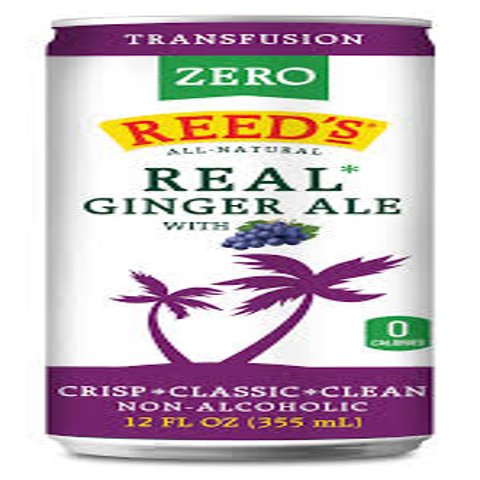 TRANSFUSION
ZERO
REED'S®
ALL-NATURAL
REAL*
GINGER ALE
WITH
0
CALORIES
CRISP+CLASSIC+CLEAN
NON-ALCOHOLIC
12 FL OZ (355 mL)